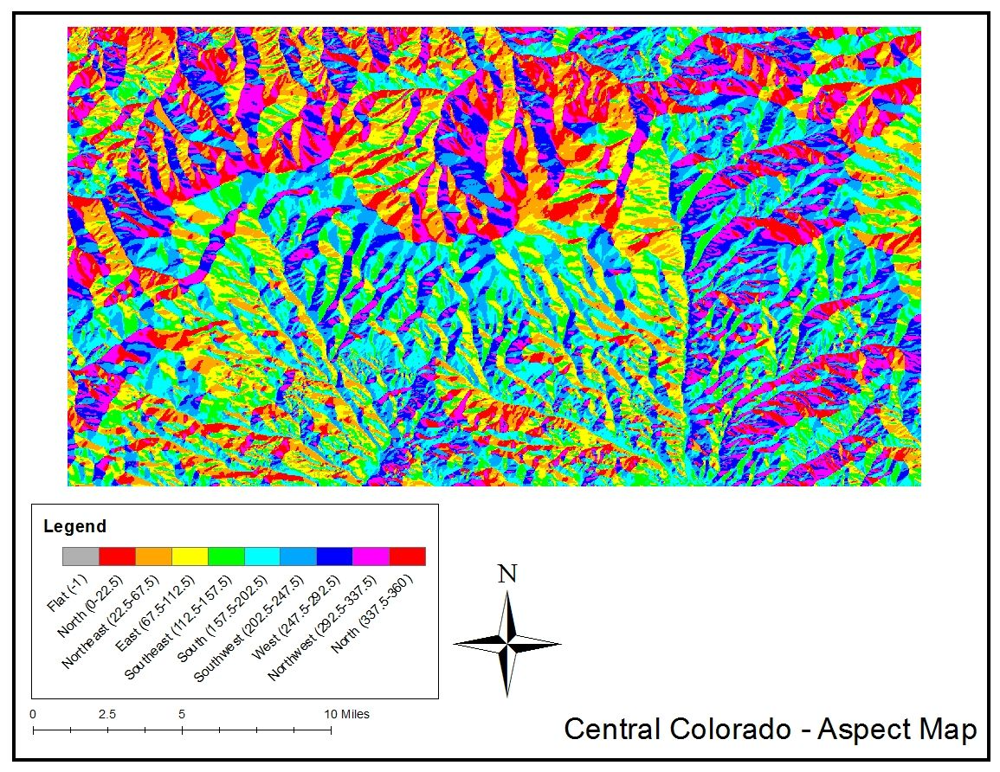 Legend
Flat (-1)
North (0-22.5)
Northeast (22.5-67.5)
East (67.5-112.5)
Southeast (112.5-157.5)
South (157.5-202.5)
Southwest (202.5-247.5)
West (247.5-292.5)
Northwest (292.5-337.5)
North (337.5-360)
N
0 2.5 5 10 Miles
Central Colorado - Aspect Map